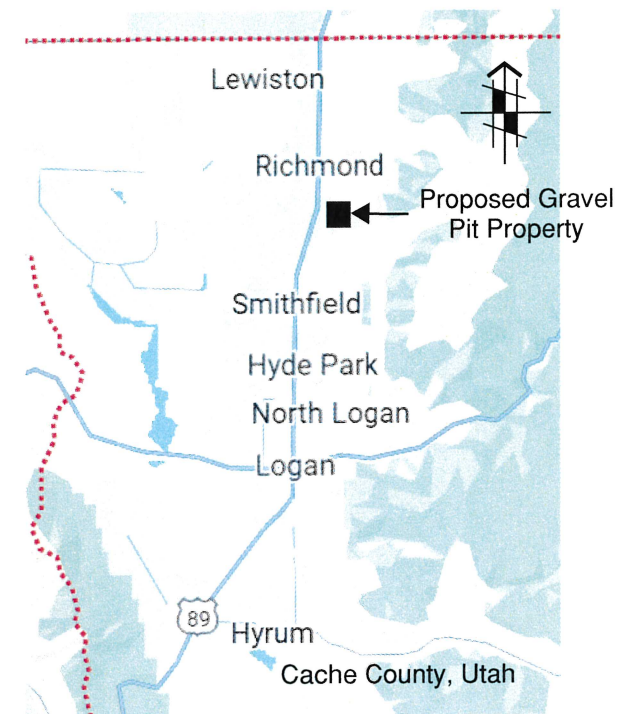 Lewiston
Richmond
Proposed Gravel
Pit Property
Smithfield
Hyde Park
North Logan
Logan
89
Hyrum
Cache County, Utah